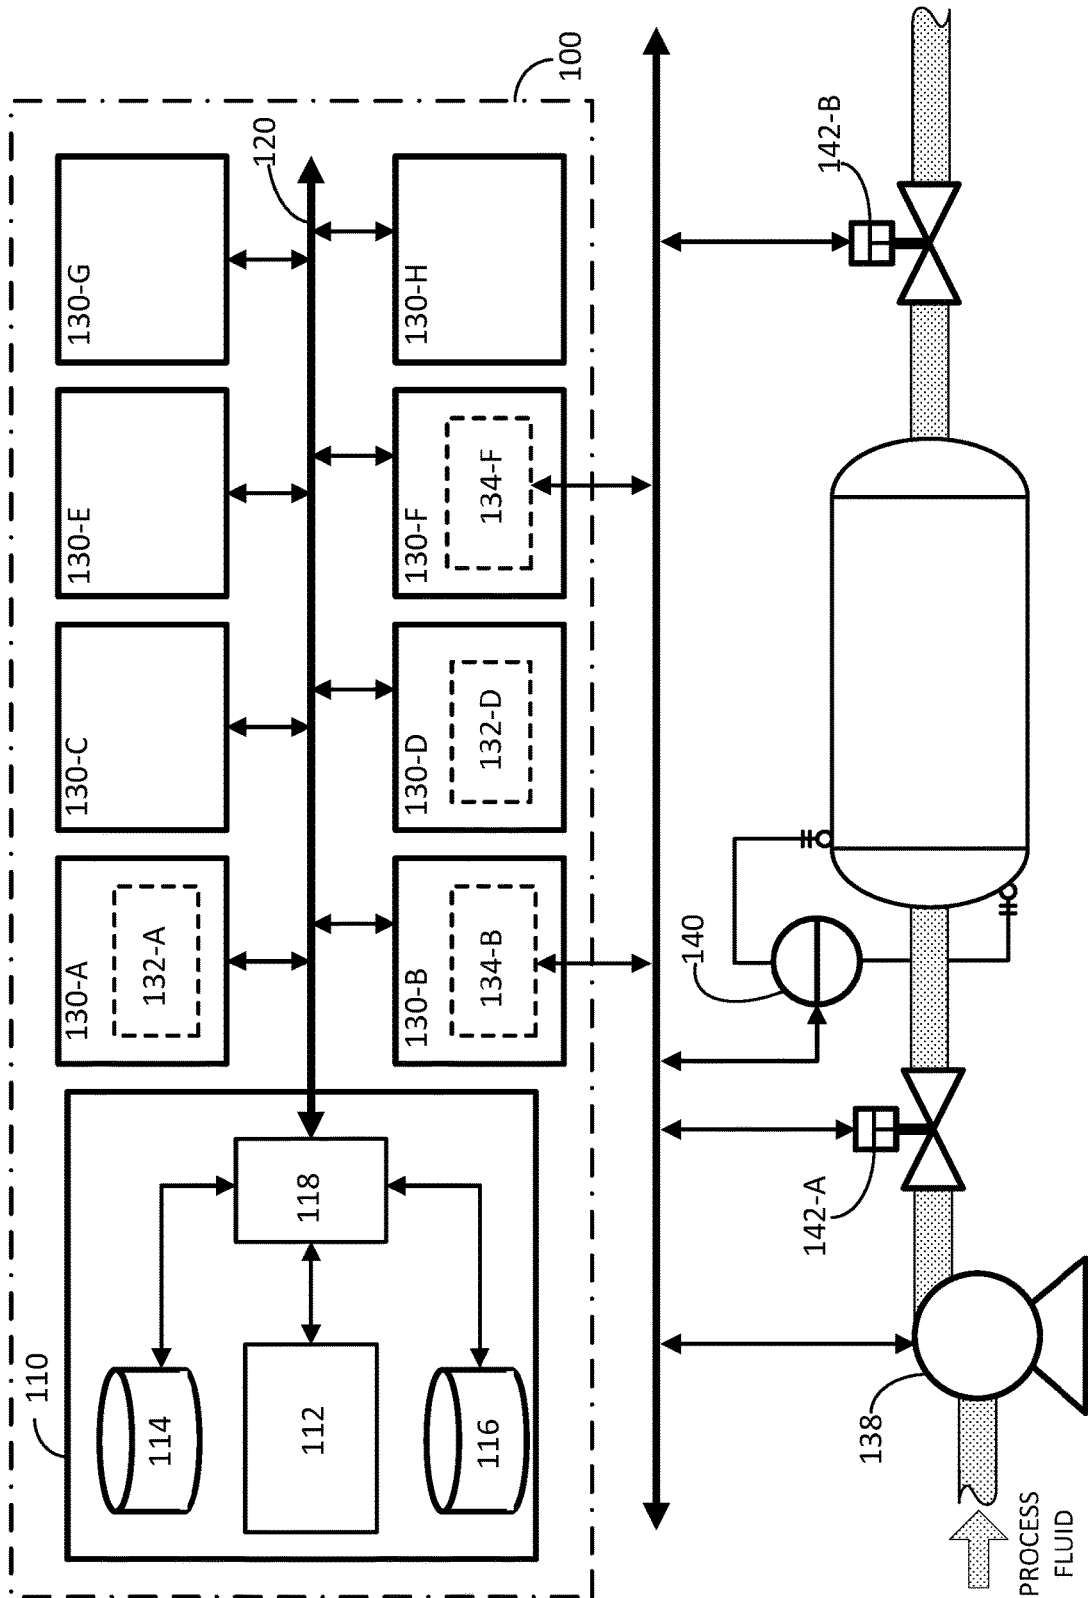 100
110
120
130-A
132-A
130-C
130-E
130-G
114
112
118
116
130-B
134-B
130-D
132-D
130-F
134-F
130-H
140
142-A
142-B
138
PROCESS
FLUID